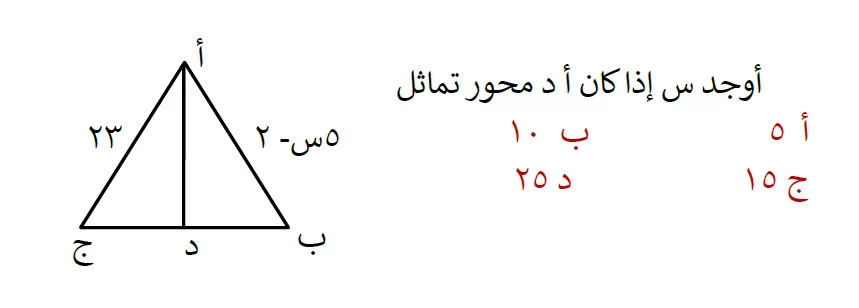 أوجد س إذا كان أ د محور تماثل
أ ٥ ب ١٠
ج ١٥ د ٢٥
أ
٢٣
٥س- ٢
ج
د
ب